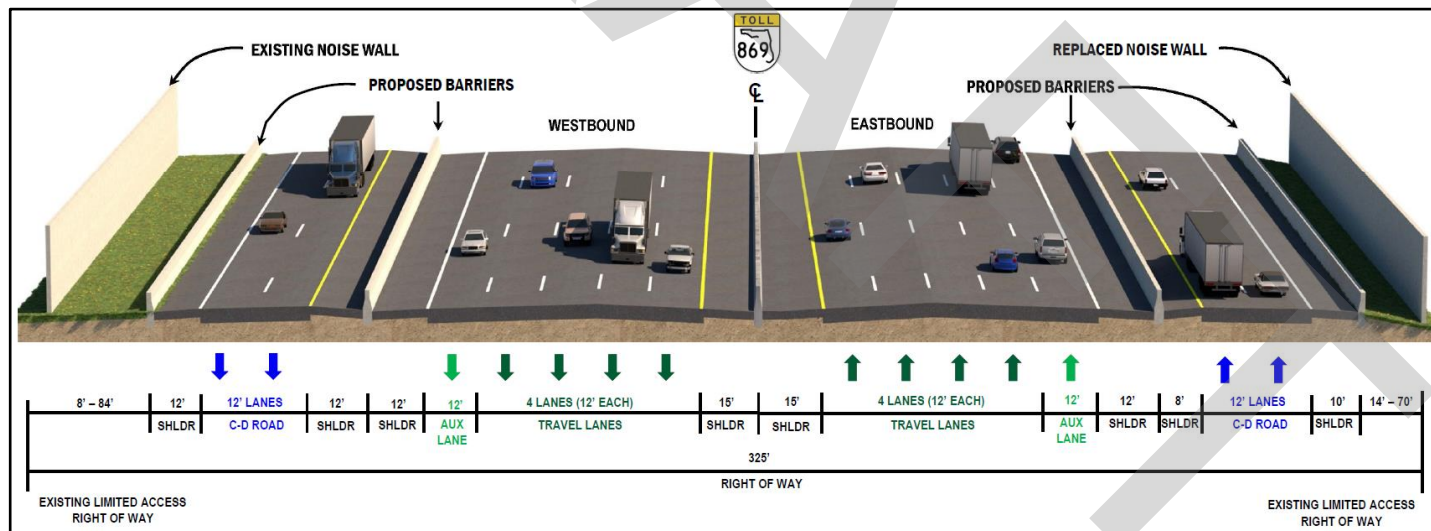 TOLL
869
EXISTING NOISE WALL
REPLACED NOISE WALL
PROPOSED BARRIERS
℄
PROPOSED BARRIERS
WESTBOUND
EASTBOUND
8' – 84'
12'
12' LANES
12'
12'
12'
4 LANES (12' EACH)
15'
15'
4 LANES (12' EACH)
12'
12'
8'
12' LANES
10'
14' – 70'
SHLDR
C-D ROAD
SHLDR
SHLDR
AUX
LANE
TRAVEL LANES
SHLDR
SHLDR
TRAVEL LANES
AUX
LANE
SHLDR
SHLDR
C-D ROAD
SHLDR
325'
RIGHT OF WAY
EXISTING LIMITED ACCESS
RIGHT OF WAY
EXISTING LIMITED ACCESS
RIGHT OF WAY